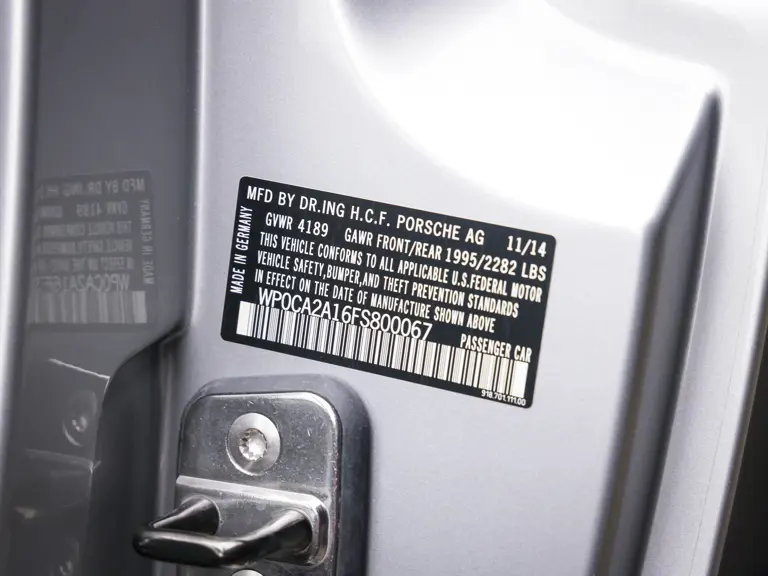 MFD BY DR.ING H.C.F. PORSCHE AG 11/14
GVWR 4189 GAWR FRONT/REAR 1995/2282 LBS
THIS VEHICLE CONFORMS TO ALL APPLICABLE U.S.FEDERAL MOTOR
VEHICLE SAFETY,BUMPER,AND THEFT PREVENTION STANDARDS
IN EFFECT ON THE DATE OF MANUFACTURE SHOWN ABOVE
WP0CA2A16FS800067
PASSENGER CAR
918.701.111.00
MADE IN GERMANY